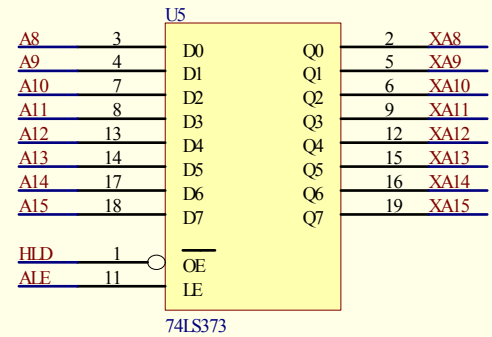 U5
A8 3 D0 Q0 2 XA8
A9 4 D1 Q1 5 XA9
A10 7 D2 Q2 6 XA10
A11 8 D3 Q3 9 XA11
A12 13 D4 Q4 12 XA12
A13 14 D5 Q5 15 XA13
A14 17 D6 Q6 16 XA14
A15 18 D7 Q7 19 XA15
HLD 1 OE
ALE 11 LE
74LS373